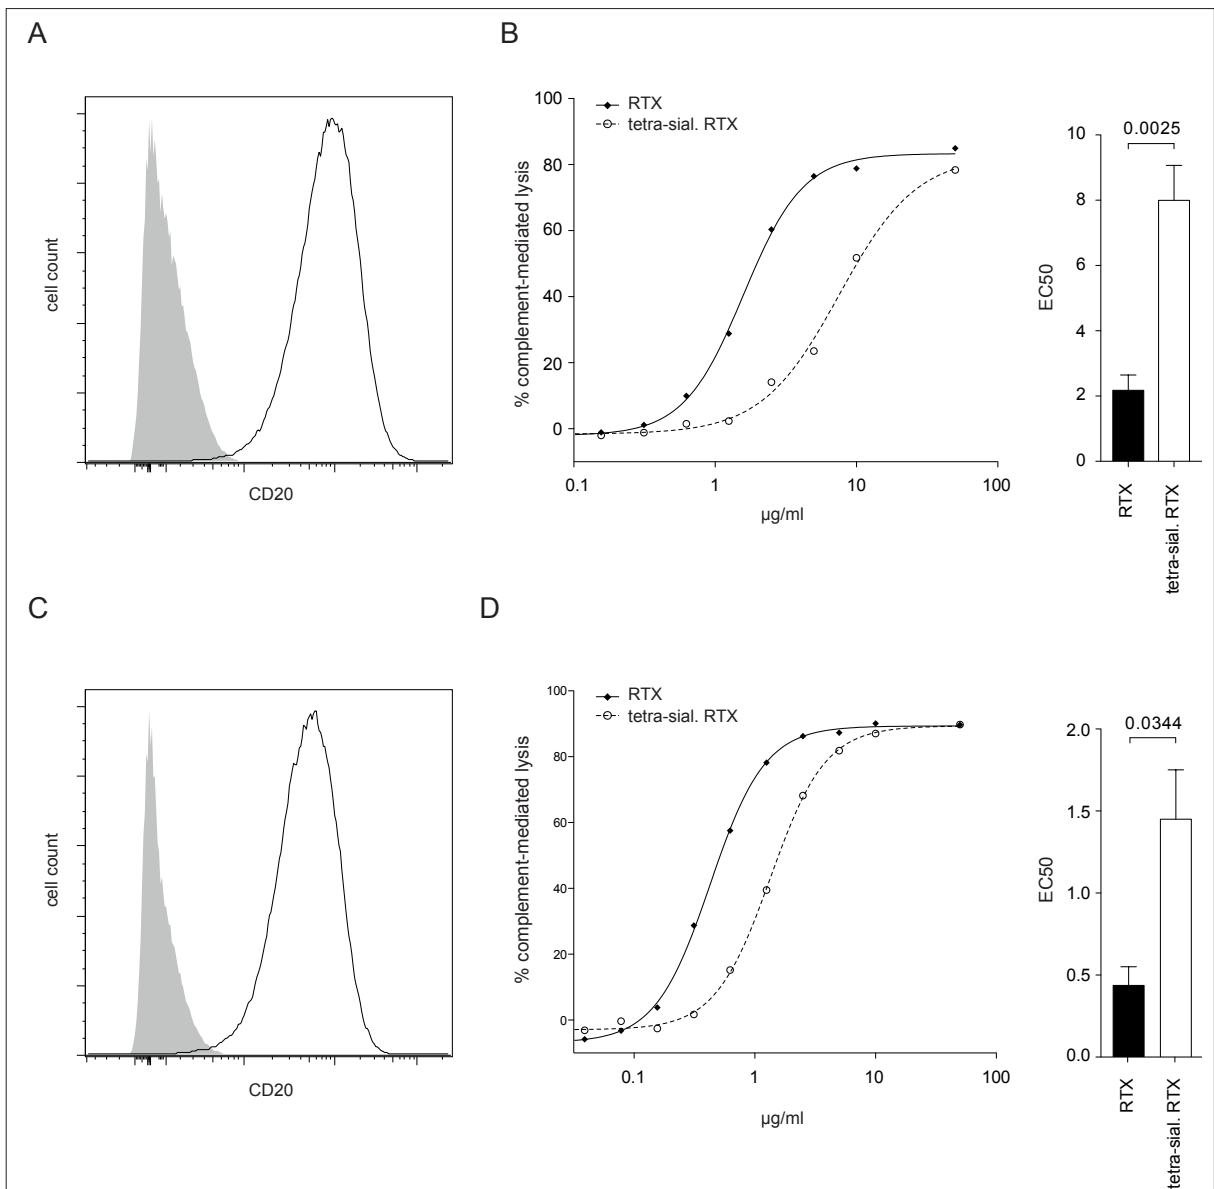 A
cell count
CD20
B
RTX
tetra-sial. RTX
100
80
60
40
20
0
% complement-mediated lysis
0.1
1
10
100
µg/ml
0.0025
10
8
6
4
2
0
EC50
RTX
tetra-sial. RTX
C
cell count
CD20
D
RTX
tetra-sial. RTX
100
80
60
40
20
0
% complement-mediated lysis
0.1
1
10
100
µg/ml
0.0344
2.0
1.5
1.0
0.5
0.0
EC50
RTX
tetra-sial. RTX